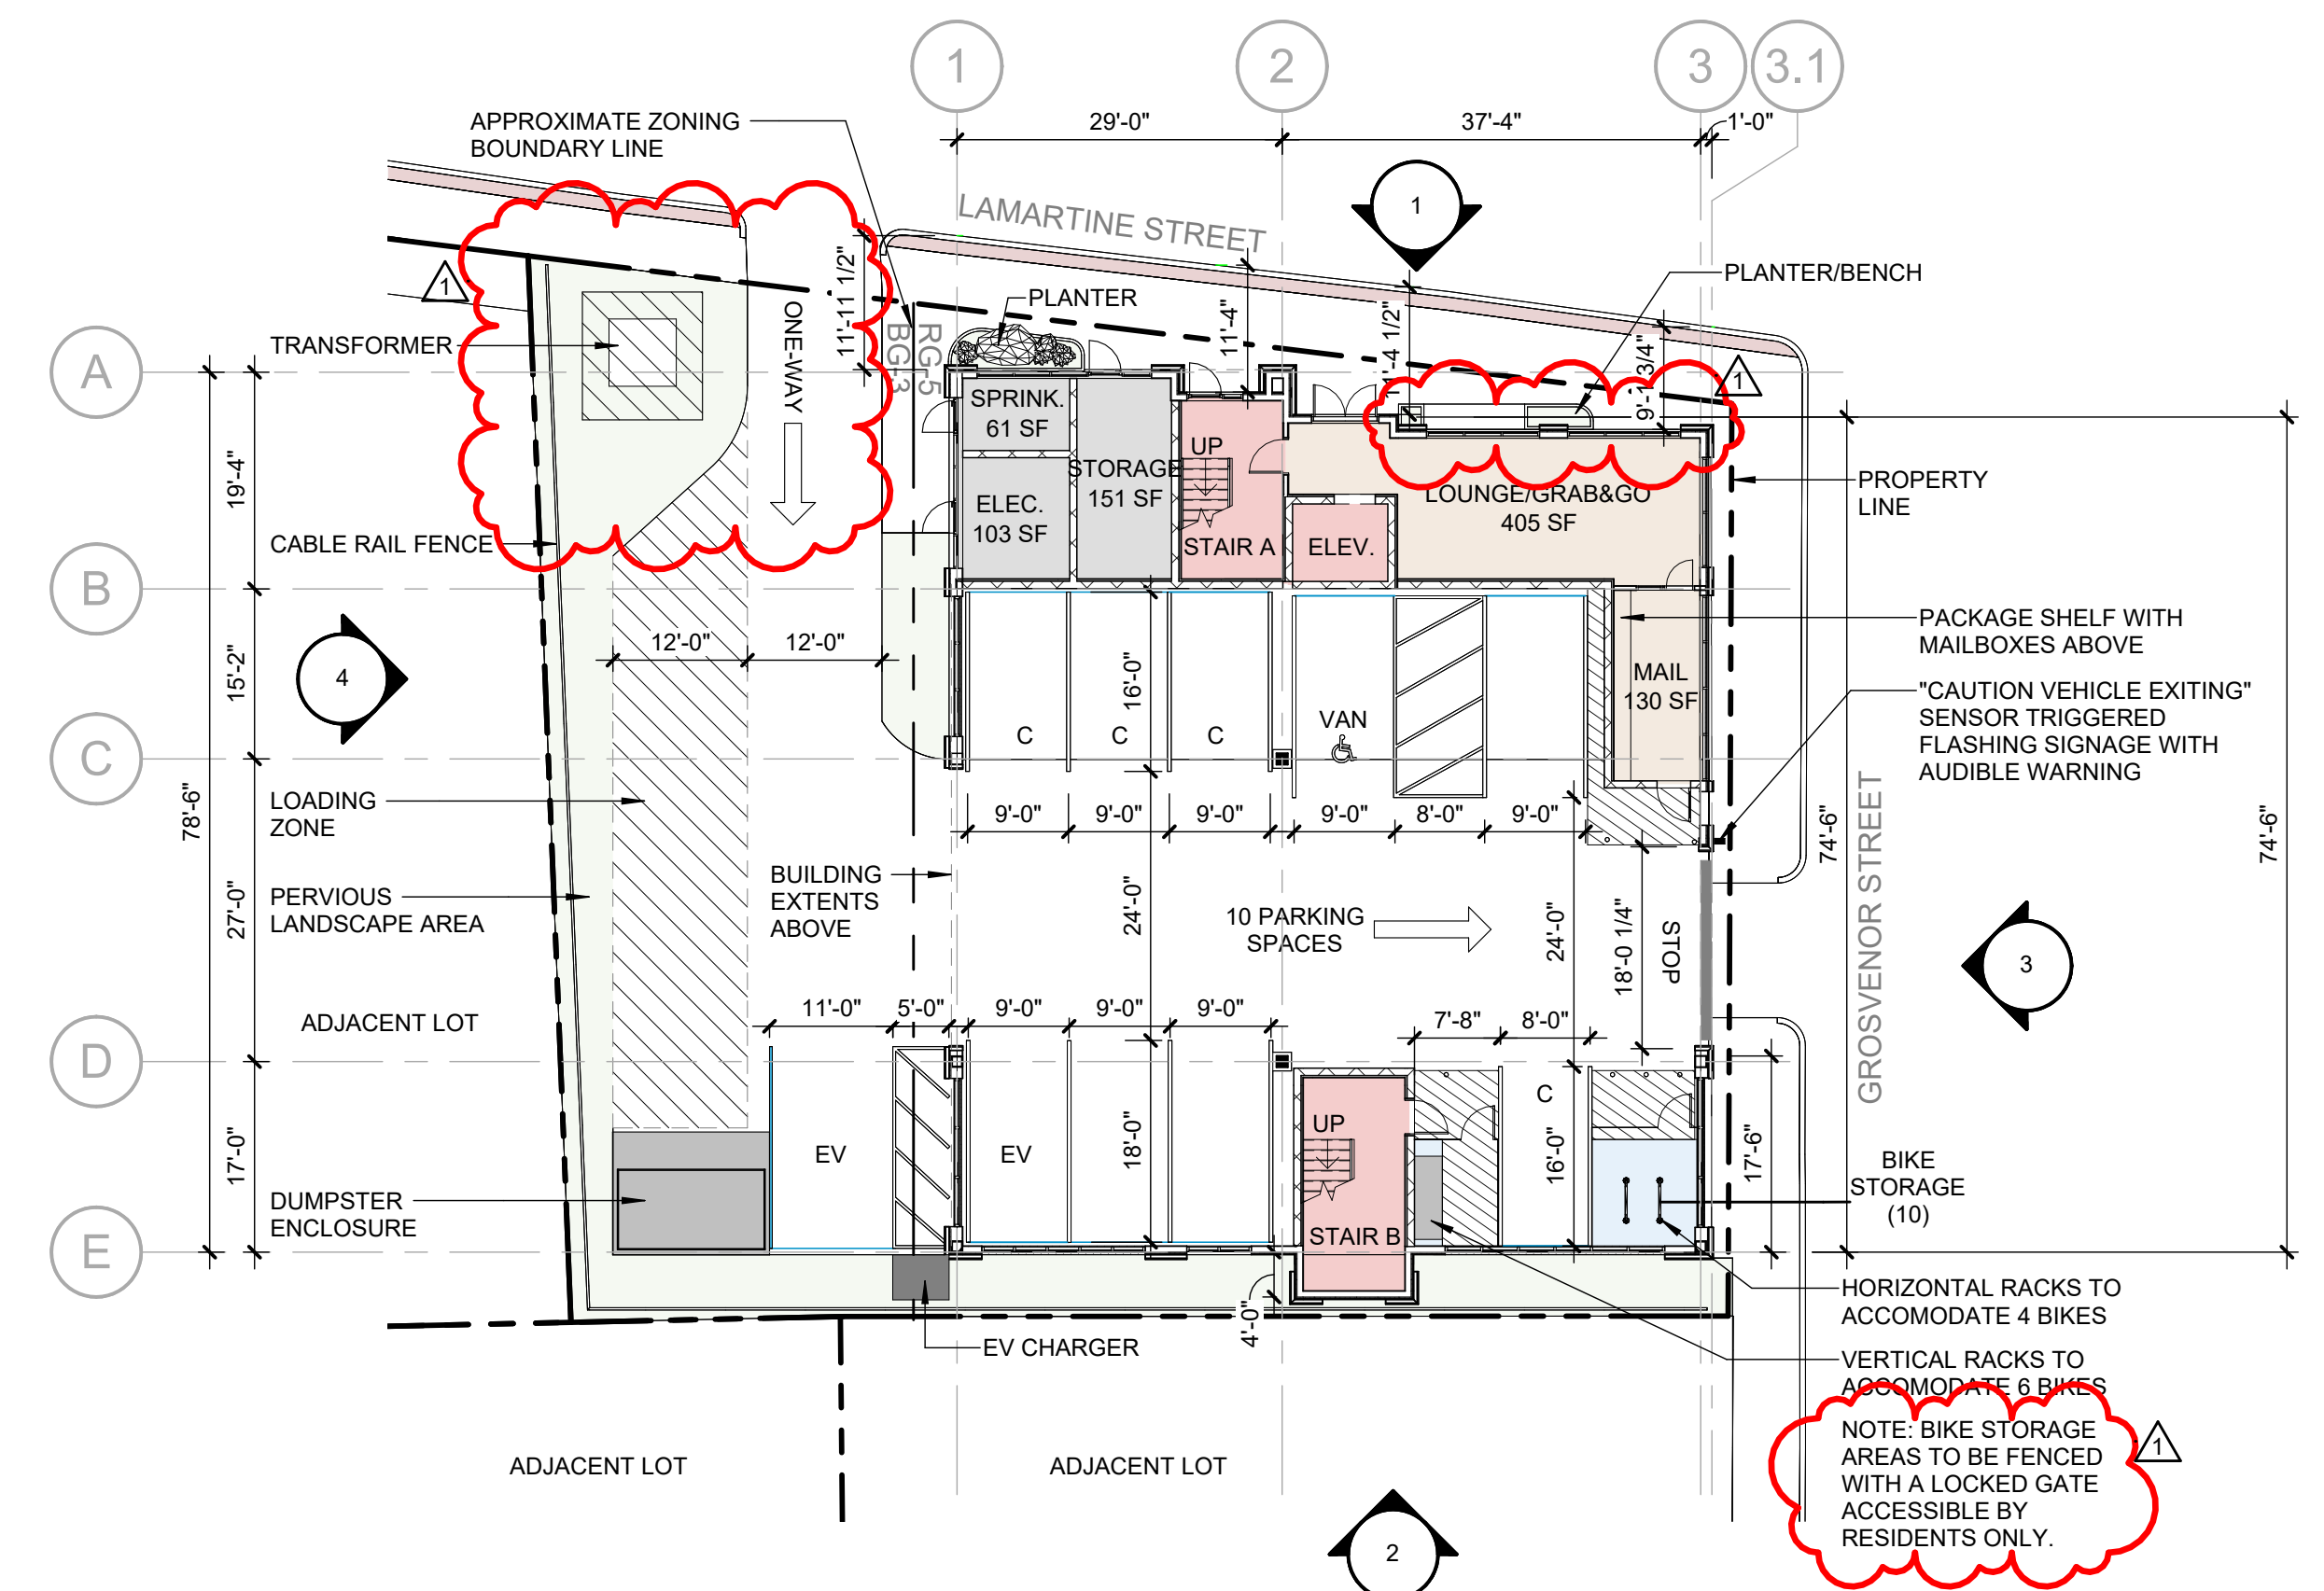 1
2
3
3.1
APPROXIMATE ZONING
BOUNDARY LINE
29'-0"
37'-4"
1'-0"
LAMARTINE STREET
1
PLANTER/BENCH
1
11'-11 1/2"
ONE-WAY
PLANTER
RG-5
BG-3
11'-4"
9'-1 3/4"
1
TRANSFORMER
A
SPRINK.
61 SF
UP
STORAGE
151 SF
ELEC.
103 SF
STAIR A
ELEV.
LOUNGE/GRAB&GO
405 SF
PROPERTY
LINE
19'-4"
CABLE RAIL FENCE
B
12'-0"
12'-0"
16'-0"
PACKAGE SHELF WITH
MAILBOXES ABOVE
MAIL
130 SF
15'-2"
4
"CAUTION VEHICLE EXITING"
SENSOR TRIGGERED
FLASHING SIGNAGE WITH
AUDIBLE WARNING
VAN
C
C
C
C
78'-6"
LOADING
ZONE
9'-0"
9'-0"
9'-0"
9'-0"
8'-0"
9'-0"
74'-6"
74'-6"
GROSVENOR STREET
BUILDING
EXTENTS
ABOVE
PERVIOUS
LANDSCAPE AREA
27'-0"
24'-0"
10 PARKING
SPACES
24'-0"
18'-0 1/4"
STOP
3
ADJACENT LOT
11'-0"
5'-0"
9'-0"
9'-0"
9'-0"
7'-8"
8'-0"
D
C
UP
EV
EV
18'-0"
16'-0"
17'-6"
17'-0"
BIKE
STORAGE
(10)
DUMPSTER
ENCLOSURE
STAIR B
E
HORIZONTAL RACKS TO
ACCOMODATE 4 BIKES
4'-0"
EV CHARGER
VERTICAL RACKS TO
ACCOMODATE 6 BIKES
NOTE: BIKE STORAGE
AREAS TO BE FENCED
WITH A LOCKED GATE
ACCESSIBLE BY
RESIDENTS ONLY.
1
ADJACENT LOT
ADJACENT LOT
2